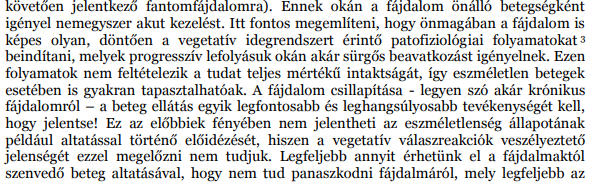 követően jelentkező fantomfájdalomra). Ennek okán a fájdalom önálló betegségként
igényel nemegyszer akut kezelést. Itt fontos megemlíteni, hogy önmagában a fájdalom is
képes olyan, döntően a vegetatív idegrendszert érintő patofiziológiai folyamatokat³
beindítani, melyek progresszív lefolyásuk okán akár sürgős beavatkozást igényelnek. Ezen
folyamatok nem feltételezik a tudat teljes mértékű intaktságát, így eszméletlen betegek
esetében is gyakran tapasztalhatóak. A fájdalom csillapítása - legyen szó akár krónikus
fájdalomról – a beteg ellátás egyik legfontosabb és leghangsúlyosabb tevékenységét kell,
hogy jelentse! Ez az előbbiek fényében nem jelentheti az eszméletlenség állapotának
például altatással történő előidézését, hiszen a vegetatív válaszreakciók veszélyeztető
jelenségét ezzel megelőzni nem tudjuk. Legfeljebb annyit érhetünk el a fájdalmaktól
szenvedő beteg altatásával, hogy nem tud panaszkodni fájdalmáról, mely legfeljebb az